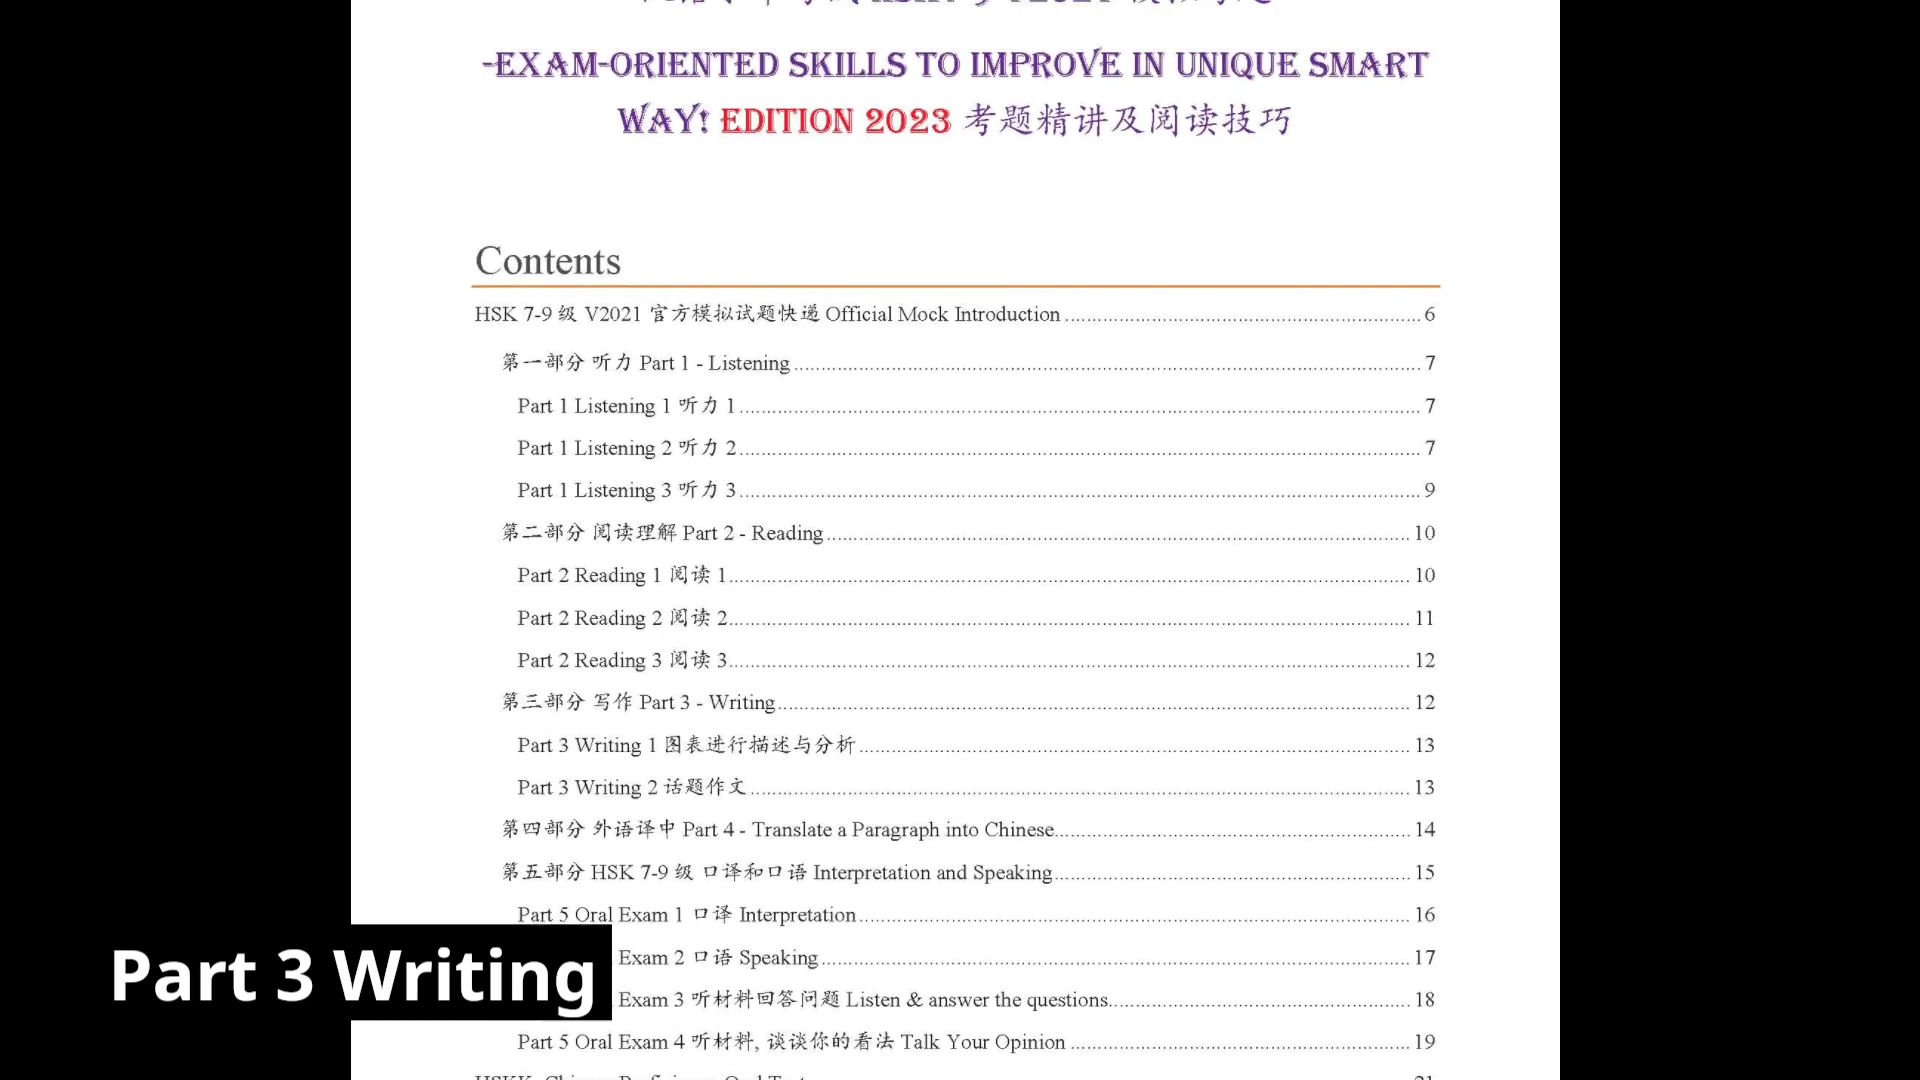 -EXAM-ORIENTED SKILLS TO IMPROVE IN UNIQUE SMART
WAY! EDITION 2023 考题精讲及阅读技巧
Contents
HSK 7-9 级 V2021 官方模拟试题快递 Official Mock Introduction 6
第一部分 听力 Part 1 - Listening 7
Part 1 Listening 1 听力 1 7
Part 1 Listening 2 听力 2 7
Part 1 Listening 3 听力 3 9
第二部分 阅读理解 Part 2 - Reading 10
Part 2 Reading 1 阅读 1 10
Part 2 Reading 2 阅读 2 11
Part 2 Reading 3 阅读 3 12
第三部分 写作 Part 3 - Writing 12
Part 3 Writing 1 图表进行描述与分析 13
Part 3 Writing 2 话题作文 13
第四部分 外语译中 Part 4 - Translate a Paragraph into Chinese 14
第五部分 HSK 7-9 级 口译和口语 Interpretation and Speaking 15
Part 5 Oral Exam 1 口译 Interpretation 16
Exam 2 口语 Speaking 17
Exam 3 听材料回答问题 Listen & answer the questions 18
Part 5 Oral Exam 4 听材料, 谈谈你的看法 Talk Your Opinion 19
Part 3 Writing